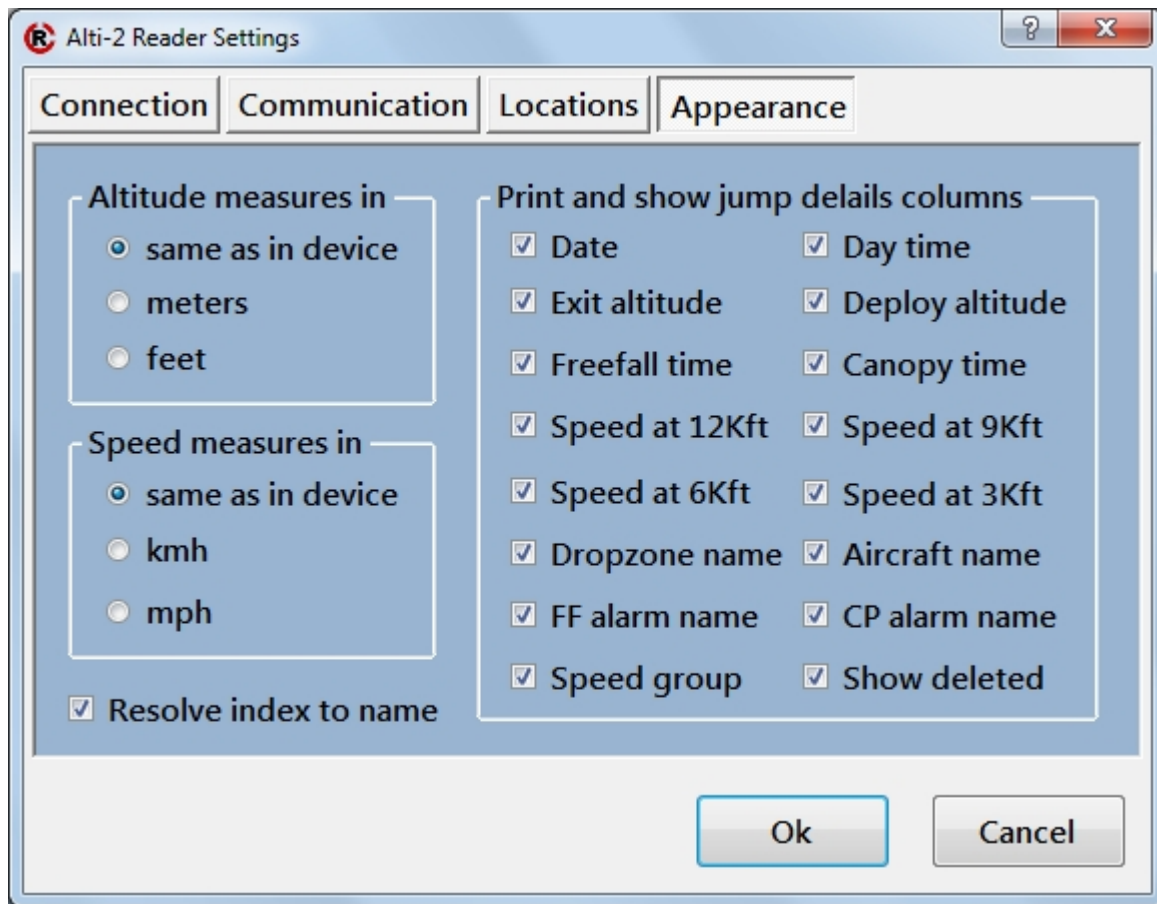 Alti-2 Reader Settings
Connection Communication Locations Appearance
Altitude measures in
same as in device
meters
feet
Speed measures in
same as in device
kmh
mph
Resolve index to name
Print and show jump delails columns
Date Day time
Exit altitude Deploy altitude
Freefall time Canopy time
Speed at 12Kft Speed at 9Kft
Speed at 6Kft Speed at 3Kft
Dropzone name Aircraft name
FF alarm name CP alarm name
Speed group Show deleted
Ok Cancel